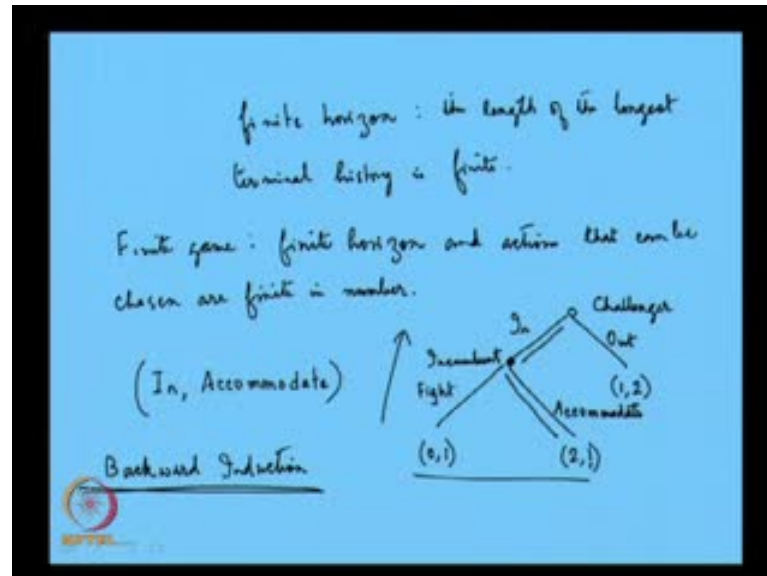 finite horizon : the length of the longest
terminal history is finite.
Finite game : finite horizon and actions that can be
chosen are finite in number.
Challenger
In
Out
Incumbent
(In, Accommodate)
Fight
(1,2)
Accommodate
Backward Induction
(0,1)
(2,1)
NPTEL